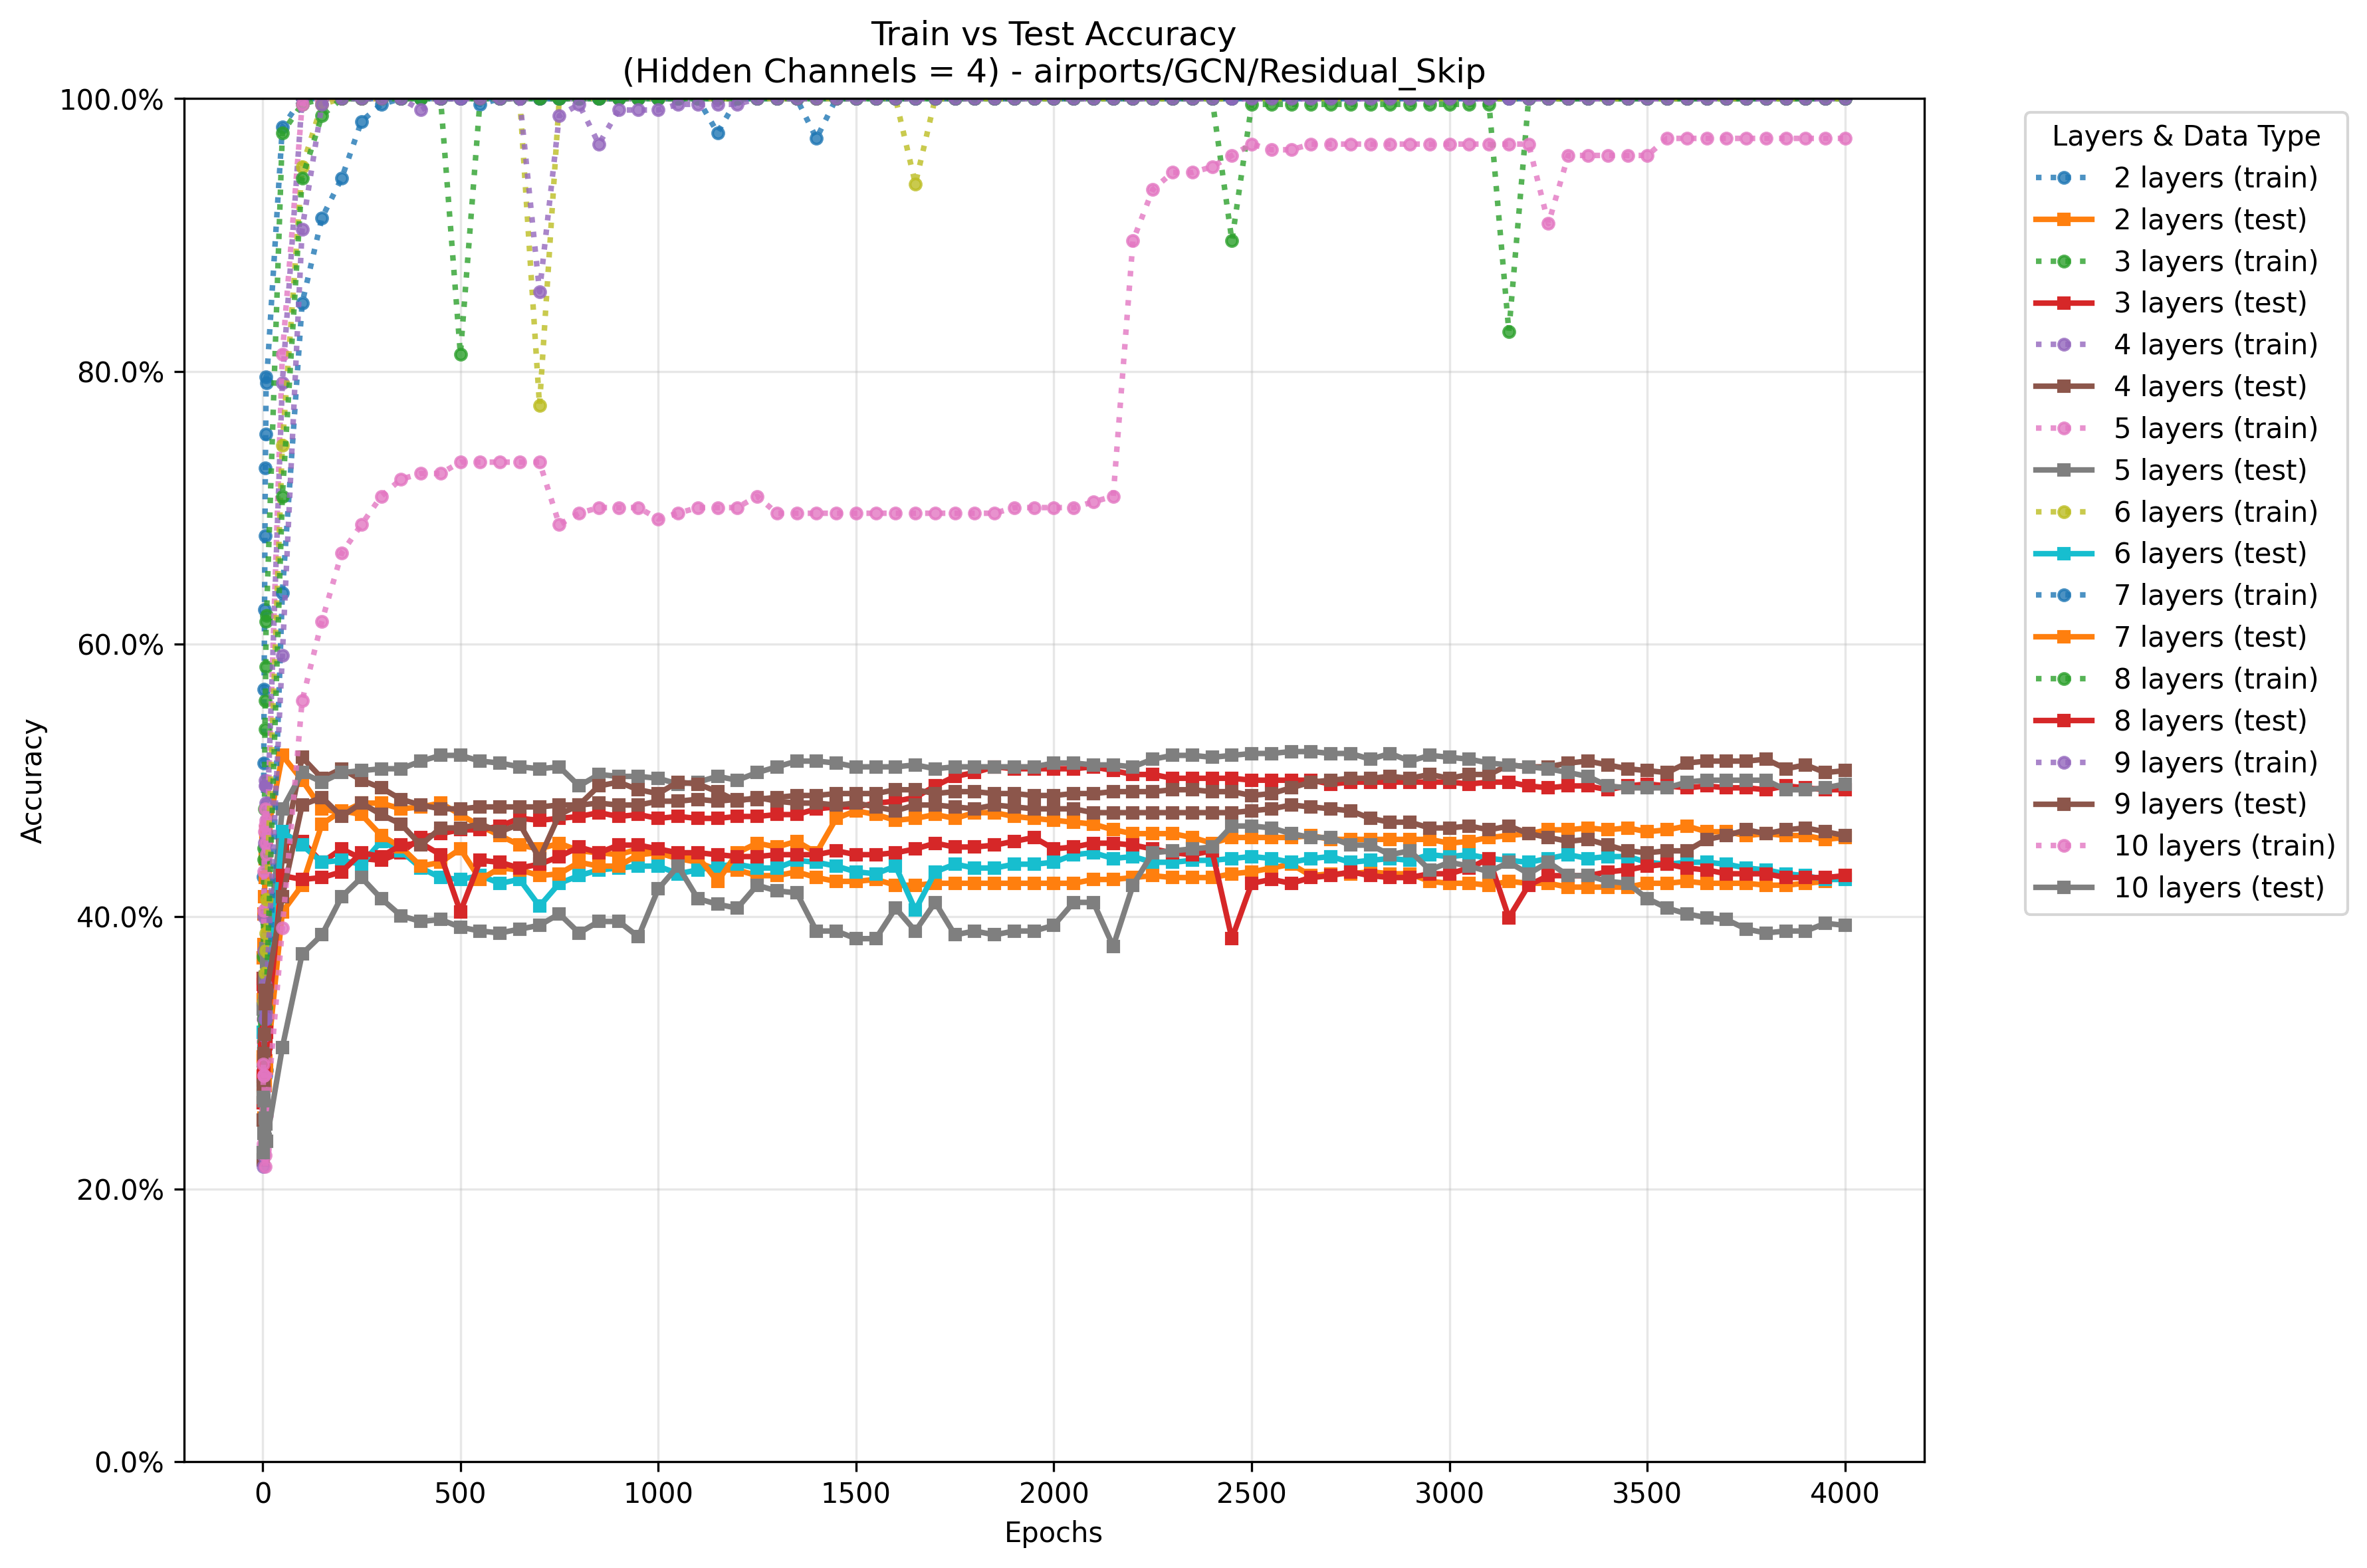 Train vs Test Accuracy
(Hidden Channels = 4) - airports/GCN/Residual_Skip
Accuracy
100.0%
80.0%
60.0%
40.0%
20.0%
0.0%
0
500
1000
1500
2000
2500
3000
3500
4000
Epochs
Layers & Data Type
2 layers (train)
2 layers (test)
3 layers (train)
3 layers (test)
4 layers (train)
4 layers (test)
5 layers (train)
5 layers (test)
6 layers (train)
6 layers (test)
7 layers (train)
7 layers (test)
8 layers (train)
8 layers (test)
9 layers (train)
9 layers (test)
10 layers (train)
10 layers (test)